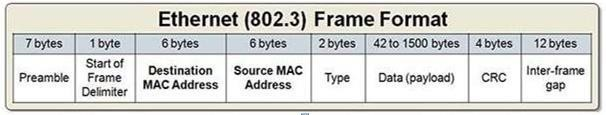 Ethernet (802.3) Frame Format
7 bytes 1 byte 6 bytes 6 bytes 2 bytes 42 to 1500 bytes 4 bytes 12 bytes
Preamble
Start of
Frame
Delimiter
Destination
MAC Address
Source MAC
Address
Type
Data (payload)
CRC
Inter-frame
gap